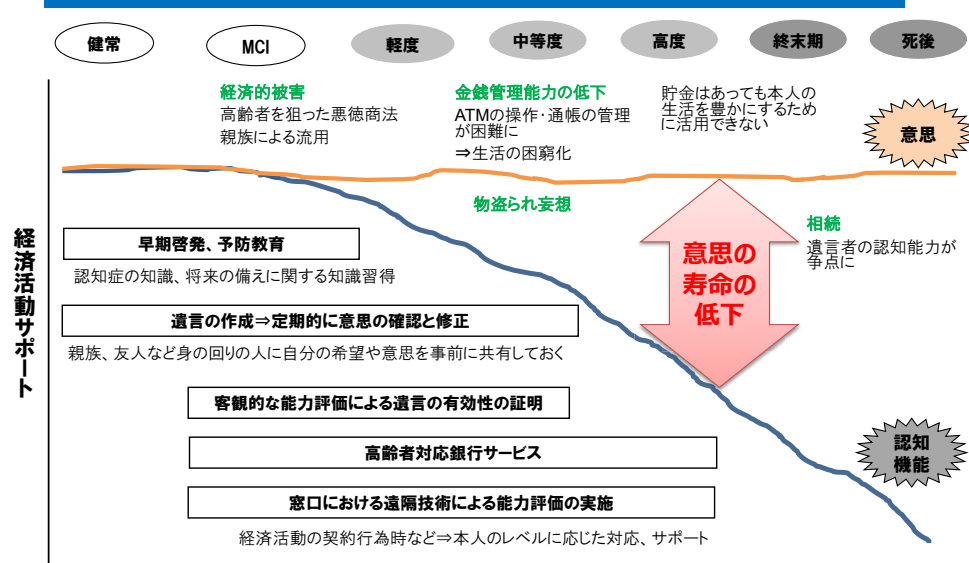 健常
MCI
軽度
中等度
高度
終末期
死後
経済的被害
高齢者を狙った悪徳商法
親族による流用
金銭管理能力の低下
ATMの操作・通帳の管理
が困難に
⇒生活の困窮化
貯金はあっても本人の
生活を豊かにするため
に活用できない
意思
物盗られ妄想
相続
遺言者の認知能力が
争点に
経済活動サポート
早期啓発、予防教育
認知症の知識、将来の備えに関する知識習得
意思の
寿命の
低下
遺言の作成⇒定期的に意思の確認と修正
親族、友人など身の回りの人に自分の希望や意思を事前に共有しておく
客観的な能力評価による遺言の有効性の証明
高齢者対応銀行サービス
認知
機能
窓口における遠隔技術による能力評価の実施
経済活動の契約行為時など⇒本人のレベルに応じた対応、サポート